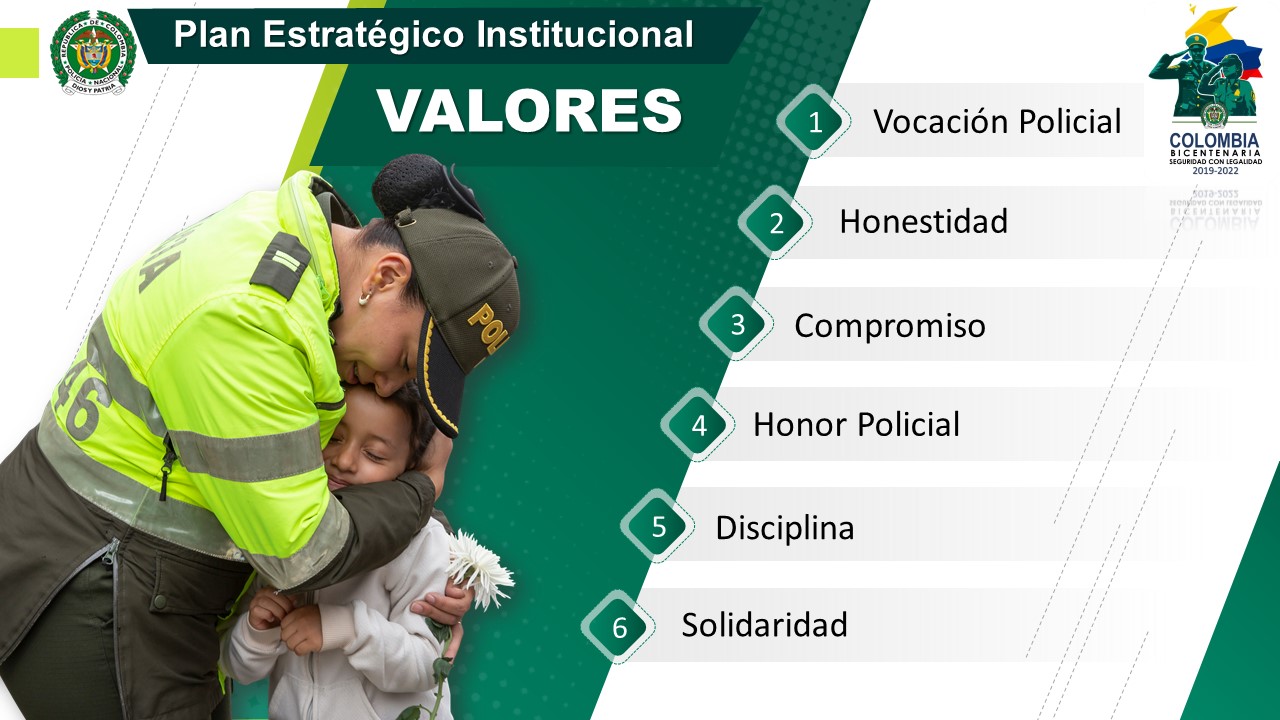 REPÚBLICA DE COLOMBIA
POLICÍA NACIONAL
DIOS Y PATRIA
Plan Estratégico Institucional
VALORES
1 Vocación Policial
2 Honestidad
3 Compromiso
4 Honor Policial
5 Disciplina
6 Solidaridad
COLOMBIA
BICENTENARIA
SEGURIDAD CON LEGALIDAD
2019-2022
POL
46